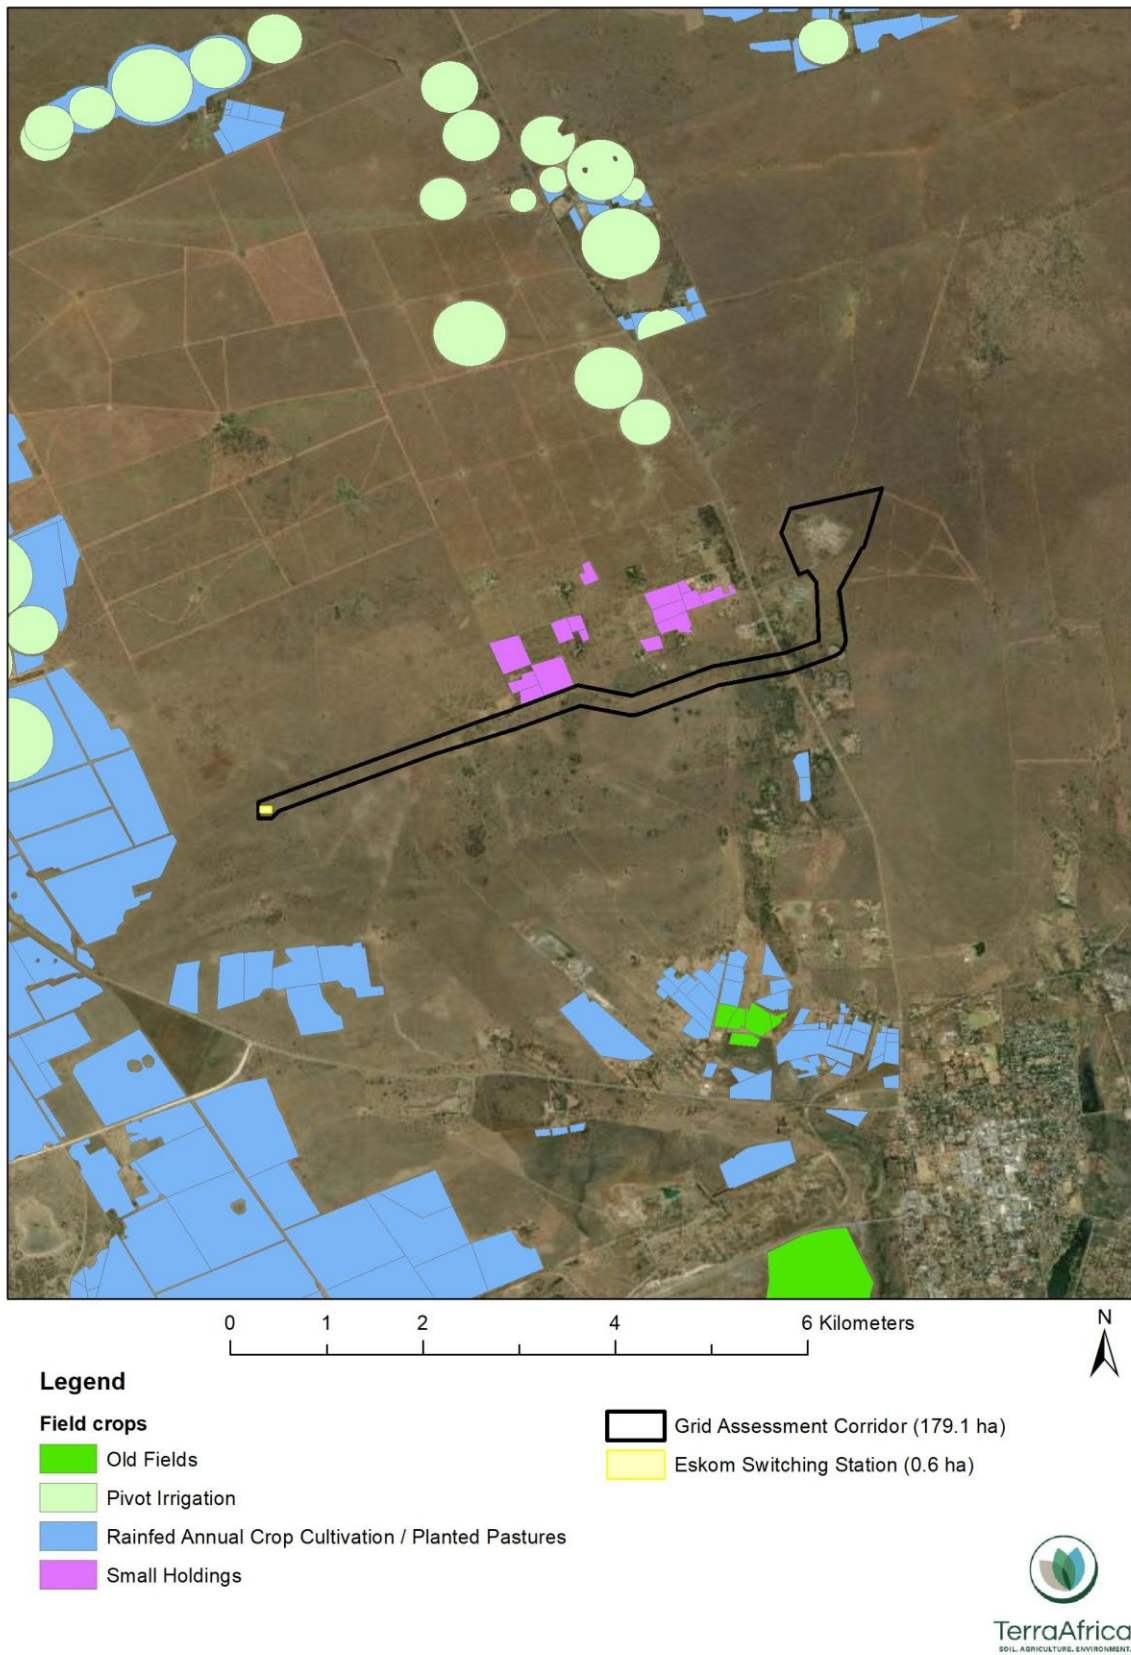 0 1 2 4 6 Kilometers
N
Legend
Field crops
Old Fields
Pivot Irrigation
Rainfed Annual Crop Cultivation / Planted Pastures
Small Holdings
Grid Assessment Corridor (179.1 ha)
Eskom Switching Station (0.6 ha)
TerraAfrica
SOIL. AGRICULTURE. ENVIRONMENT.